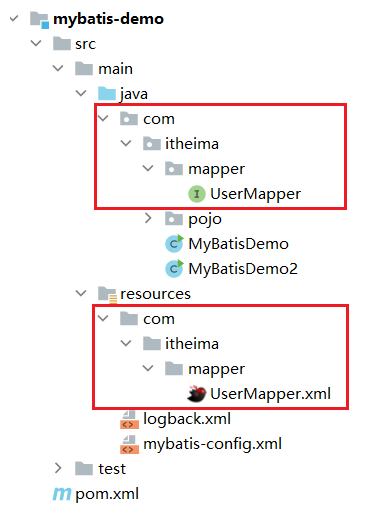 mybatis-demo
src
main
java
com
itheima
mapper
I UserMapper
pojo
C MyBatisDemo
C MyBatisDemo2
resources
com
itheima
mapper
UserMapper.xml
logback.xml
mybatis-config.xml
test
m pom.xml